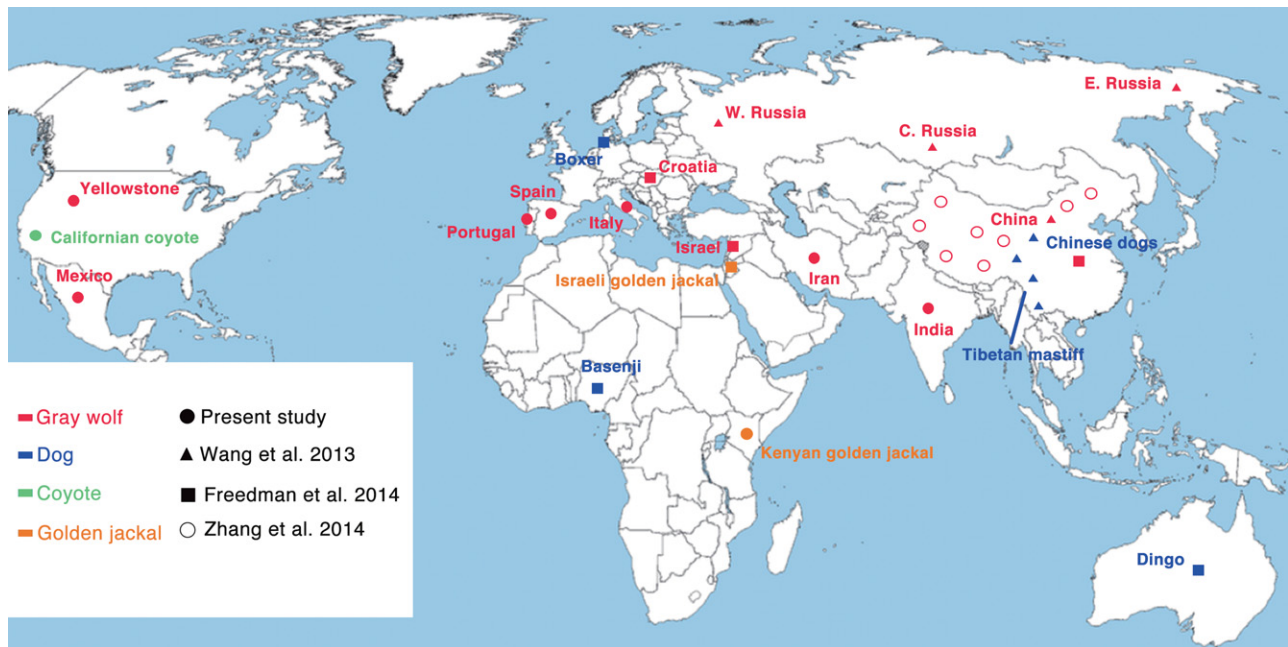 E. Russia
W. Russia
C. Russia
Boxer
Croatia
Yellowstone
Spain
China
Portugal
Italy
Californian coyote
Israel
Chinese dogs
Mexico
Israeli golden jackal
Iran
India
Tibetan mastiff
Basenji
Gray wolf
Present study
Dog
Wang et al. 2013
Kenyan golden jackal
Coyote
Freedman et al. 2014
Golden jackal
Zhang et al. 2014
Dingo